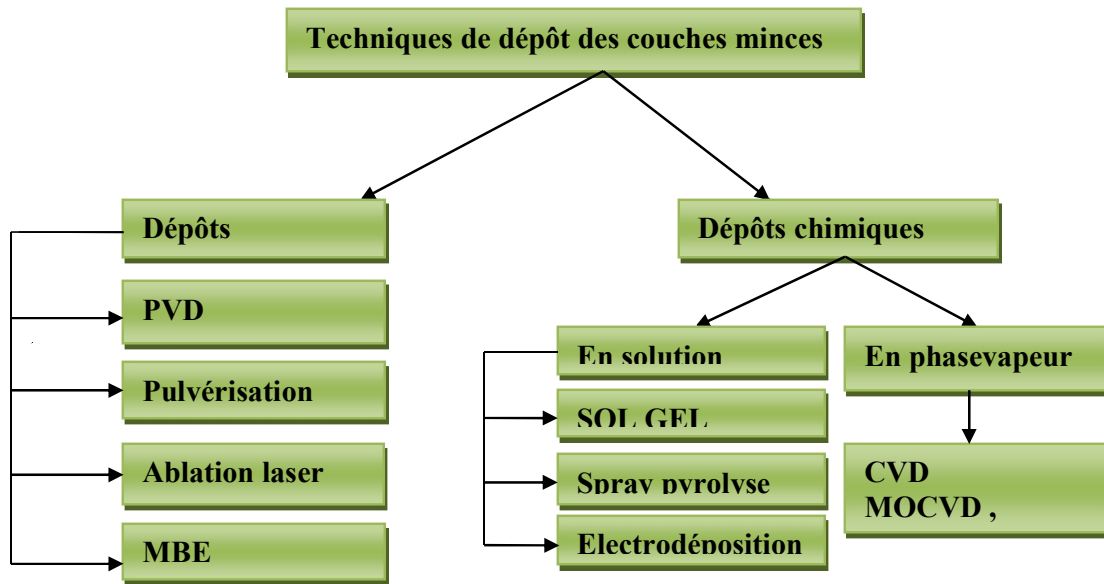 Techniques de dépôt des couches minces
Dépôts
Dépôts chimiques
PVD
Pulvérisation
Ablation laser
MBE
En solution
SOL GEL
Spray pyrolyse
Electrodéposition
En phasevapeur
CVD
MOCVD ,